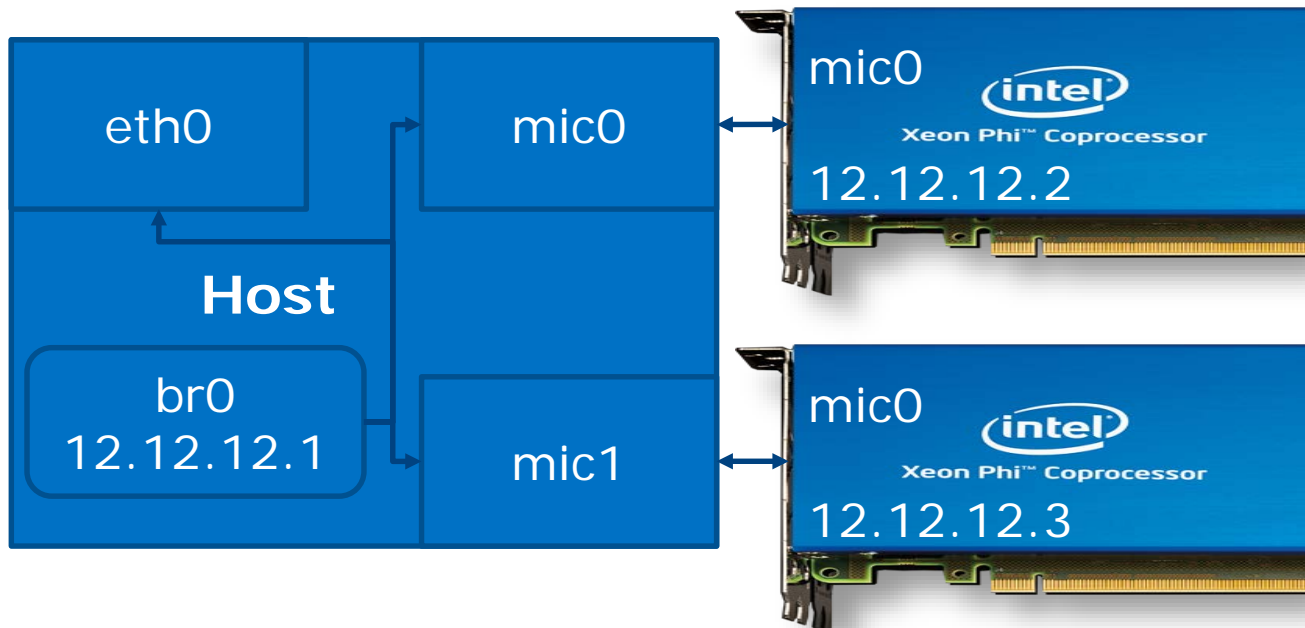 eth0
mic0
Host
br0
12.12.12.1
mic1
mic0
intel
Xeon Phi™ Coprocessor
12.12.12.2
mic0
intel
Xeon Phi™ Coprocessor
12.12.12.3